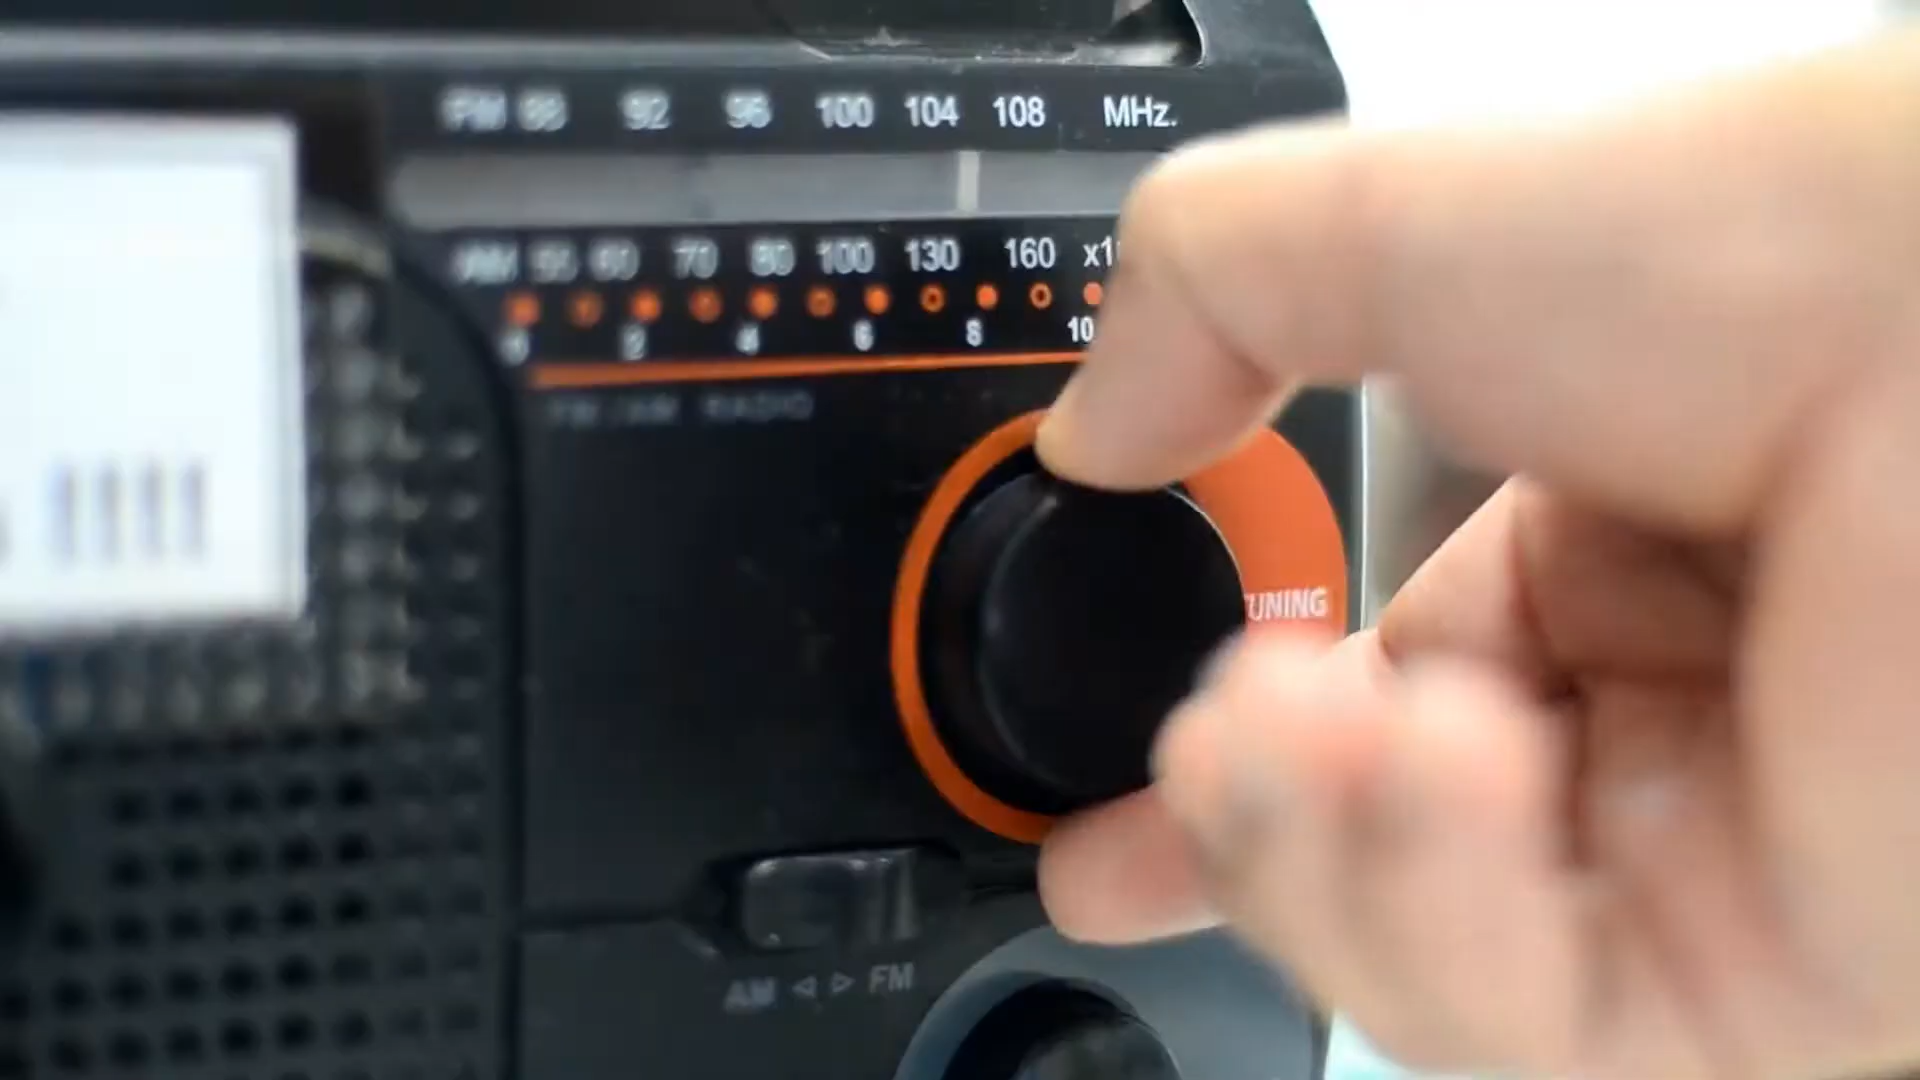 FM 88 92 96 100 104 108 MHz.
AM 55 60 70 80 100 130 160
0 2 4 6 8 10
FM/AM RADIO
TUNING
AM ◁ ▷ FM